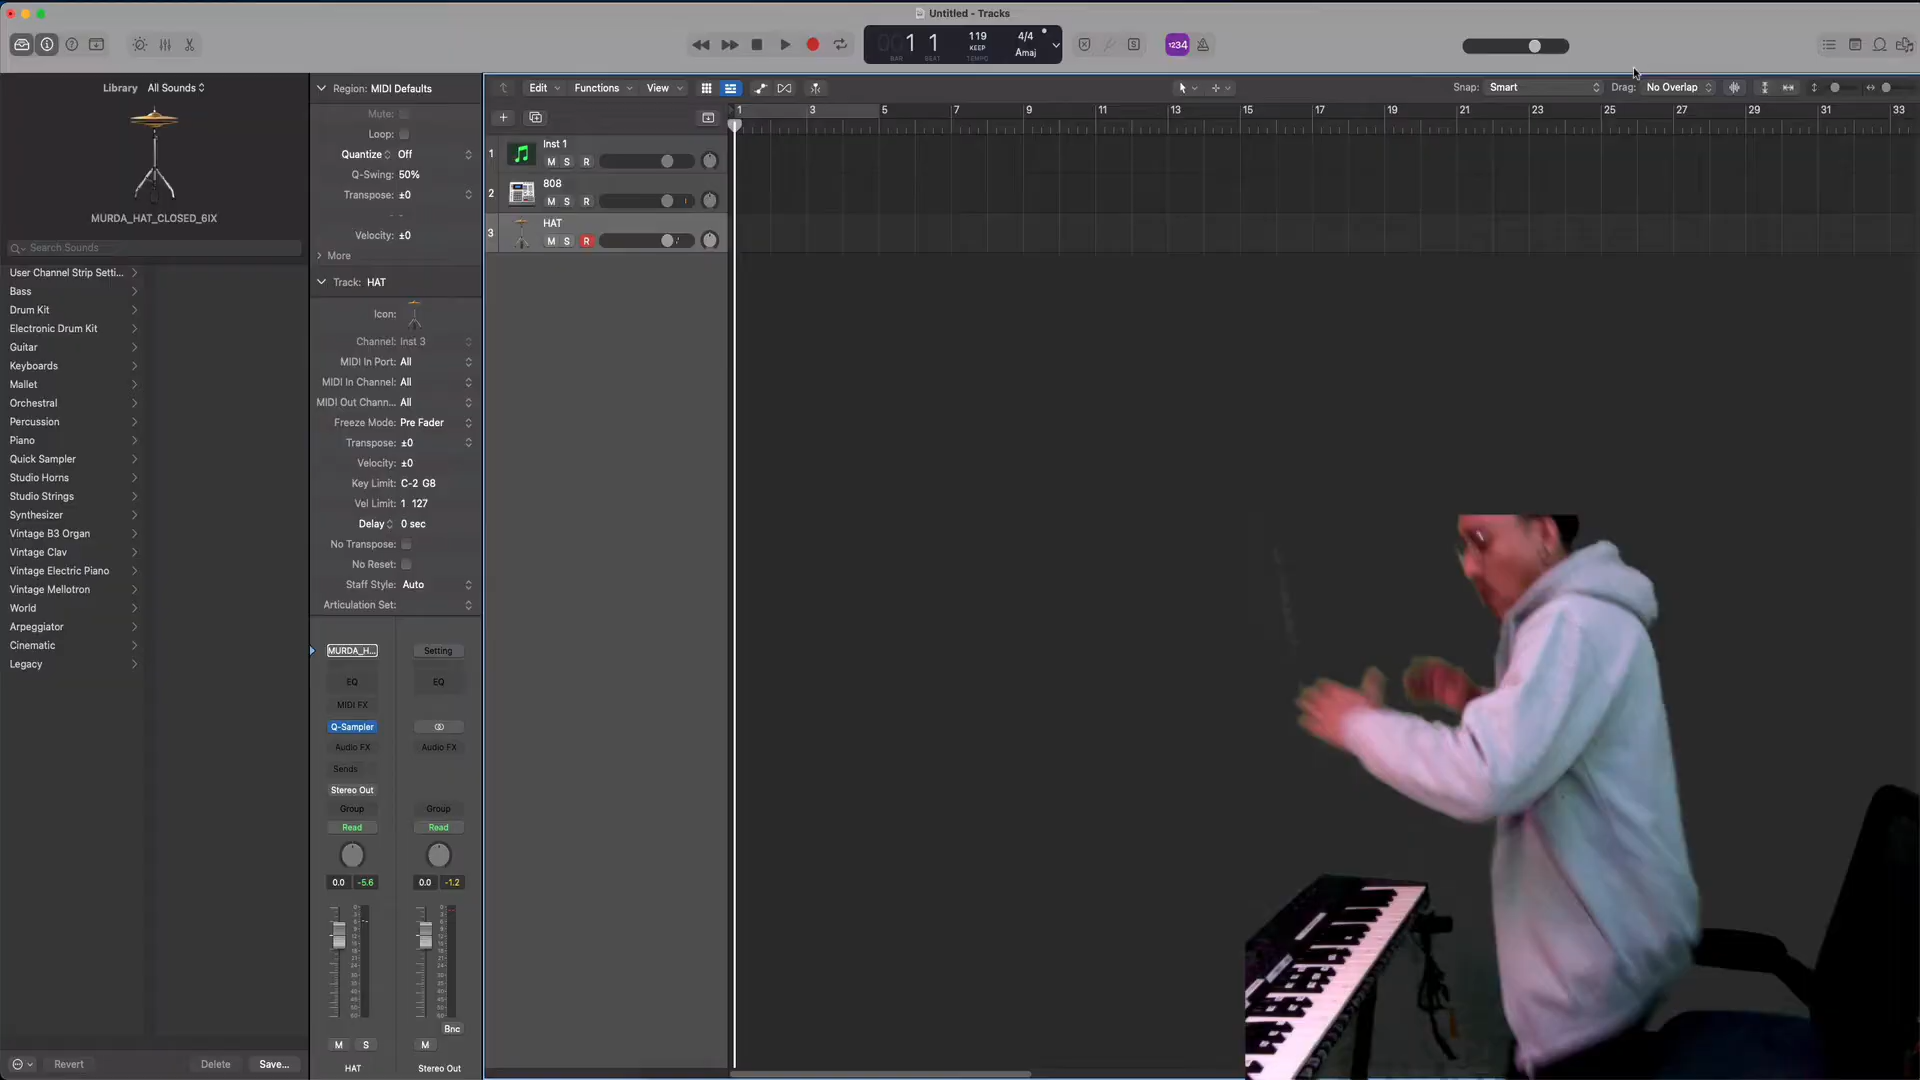 Untitled - Tracks
1 1
BAR BEAT
119
KEEP
TEMPO
4/4
Amaj
1234
Library All Sounds
MURDA_HAT_CLOSED_6IX
Search Sounds
User Channel Strip Setti...
Bass
Drum Kit
Electronic Drum Kit
Guitar
Keyboards
Mallet
Orchestral
Percussion
Piano
Quick Sampler
Studio Horns
Studio Strings
Synthesizer
Vintage B3 Organ
Vintage Clav
Vintage Electric Piano
Vintage Mellotron
World
Arpeggiator
Cinematic
Legacy
Revert Delete Save...
Region: MIDI Defaults
Mute:
Loop:
Quantize Off
Q-Swing: 50%
Transpose: ±0
- -
Velocity: ±0
More
Track: HAT
Icon:
Channel: Inst 3
MIDI In Port: All
MIDI In Channel: All
MIDI Out Chann... All
Freeze Mode: Pre Fader
Transpose: ±0
Velocity: ±0
Key Limit: C-2 G8
Vel Limit: 1 127
Delay 0 sec
No Transpose:
No Reset:
Staff Style: Auto
Articulation Set:
MURDA_H... Setting
EQ EQ
MIDI FX
Q-Sampler
Audio FX Audio FX
Sends
Stereo Out
Group Group
Read Read
0.0 -5.6 0.0 -1.2
Bnc
M S M
HAT Stereo Out
Edit Functions View
Snap: Smart Drag: No Overlap
1 3 5 7 9 11 13 15 17 19 21 23 25 27 29 31 33
1 Inst 1
M S R
2 808
M S R
3 HAT
M S R